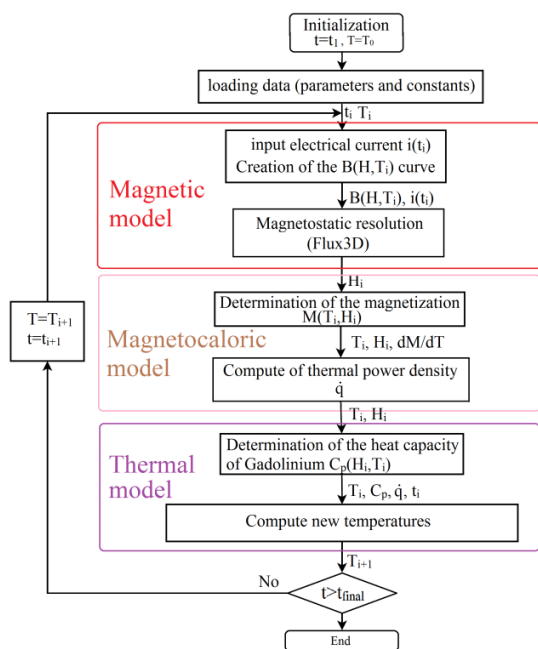 Initialization
t=t₁, T=T₀
loading data (parameters and constants)
tᵢ Tᵢ
Magnetic
model
input electrical current i(tᵢ)
Creation of the B(H,Tᵢ) curve
B(H,Tᵢ), i(tᵢ)
Magnetostatic resolution
(Flux3D)
Hᵢ
Magnetocaloric
model
Determination of the magnetization
M(Tᵢ,Hᵢ)
Tᵢ, Hᵢ, dM/dT
Compute of thermal power density
q̇
T=Tᵢ₊₁
t=tᵢ₊₁
Tᵢ, Hᵢ
Thermal
model
Determination of the heat capacity
of Gadolinium Cₚ(Hᵢ,Tᵢ)
Tᵢ, Cₚ, q̇, tᵢ
Compute new temperatures
Tᵢ₊₁
No
t>t_final
End